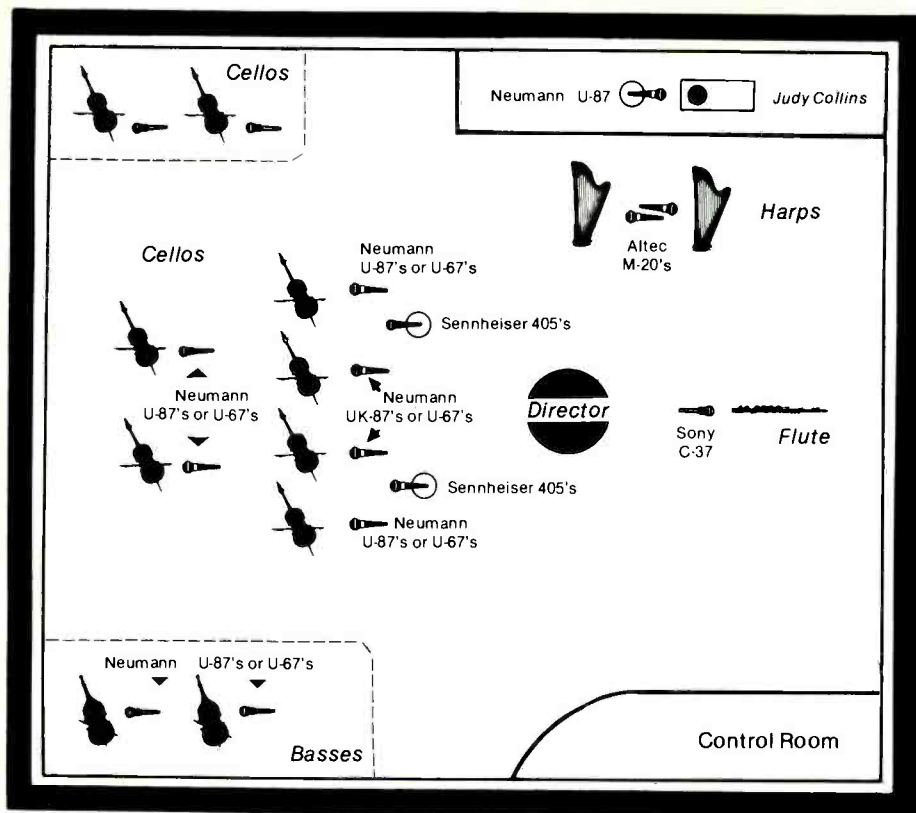 Cellos
Neumann U-87
Judy Collins
Harps
Altec
M-20's
Cellos
Neumann
U-87's or U-67's
Sennheiser 405's
Neumann
U-87's or U-67's
Neumann
UK-87's or U-67's
Director
Sony
C-37
Flute
Sennheiser 405's
Neumann
U-87's or U-67's
Neumann U-87's or U-67's
Basses
Control Room